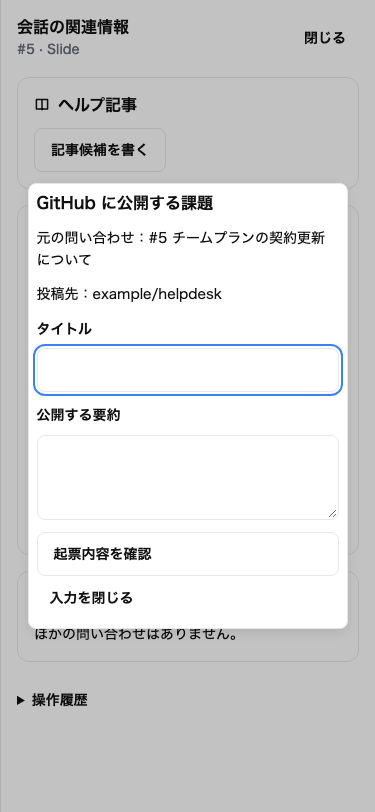 会話の関連情報
#5 · Slide
閉じる
ヘルプ記事
記事候補を書く
GitHub に公開する課題
元の問い合わせ：#5 チームプランの契約更新
について
投稿先：example/helpdesk
タイトル
公開する要約
起票内容を確認
入力を閉じる
ほかの問い合わせはありません。
操作履歴